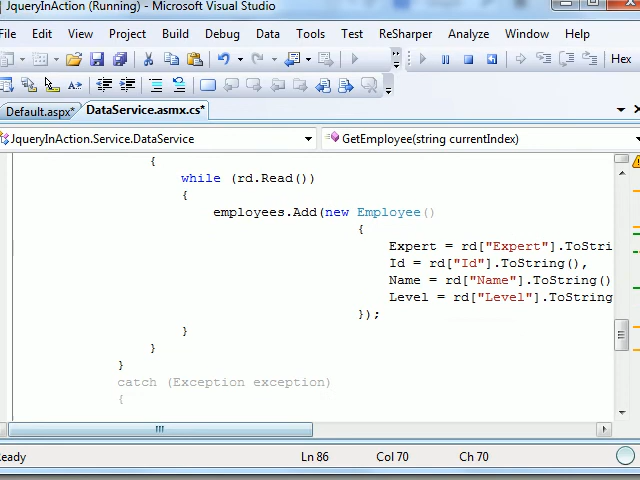 JqueryInAction (Running) - Microsoft Visual Studio
File Edit View Project Build Debug Data Tools Test ReSharper Analyze Window Help
Hex
Default.aspx* DataService.asmx.cs*
JqueryInAction.Service.DataService GetEmployee(string currentIndex)
{
while (rd.Read())
{
employees.Add(new Employee()
{
Expert = rd["Expert"].ToStri
Id = rd["Id"].ToString(),
Name = rd["Name"].ToString()
Level = rd["Level"].ToString
});
}
}
}
catch (Exception exception)
{
eady Ln 86 Col 70 Ch 70